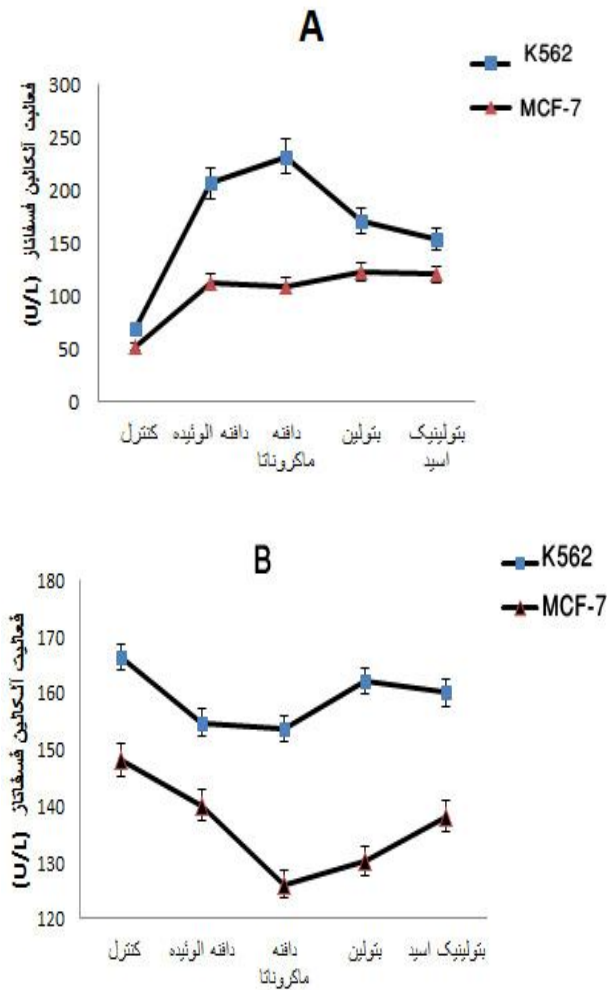 A
K562
MCF-7
فعالیت آلکالین فسفاتاز (U/L)
300
250
200
150
100
50
0
کنترل
دافنه الوئیده
دافنه
ماکروناتا
بتولین
بتولینیک
اسید
B
K562
MCF-7
فعالیت آلکالین فسفاتاز (U/L)
180
170
160
150
140
130
120
کنترل
دافنه الوئیده
دافنه
ماکروناتا
بتولین
بتولینیک اسید